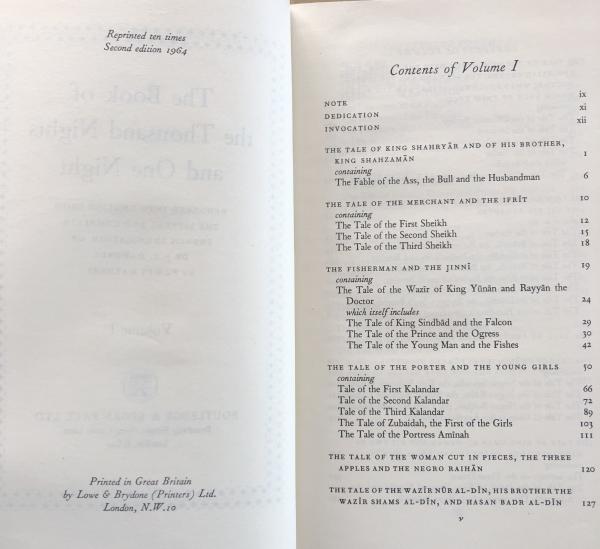 Reprinted ten times
Second edition 1964
Printed in Great Britain
by Lowe & Brydone (Printers) Ltd.
London, N.W.10
Contents of Volume I
NOTE ix
DEDICATION xi
INVOCATION xii
THE TALE OF KING SHAHRYĀR AND OF HIS BROTHER,
KING SHAHZAMĀN 1
containing
The Fable of the Ass, the Bull and the Husbandman 6
THE TALE OF THE MERCHANT AND THE IFRĪT 10
containing
The Tale of the First Sheikh 12
The Tale of the Second Sheikh 15
The Tale of the Third Sheikh 18
THE FISHERMAN AND THE JINNĪ 19
containing
The Tale of the Wazīr of King Yūnān and Rayyān the
Doctor 24
which itself includes
The Tale of King Sindbād and the Falcon 29
The Tale of the Prince and the Ogress 30
The Tale of the Young Man and the Fishes 42
THE TALE OF THE PORTER AND THE YOUNG GIRLS 50
containing
Tale of the First Kalandar 66
Tale of the Second Kalandar 72
Tale of the Third Kalandar 89
The Tale of Zubaidah, the First of the Girls 103
The Tale of the Portress Amīnah 111
THE TALE OF THE WOMAN CUT IN PIECES, THE THREE
APPLES AND THE NEGRO RAIHĀN 120
THE TALE OF THE WAZĪR NŪR AL-DĪN, HIS BROTHER THE
WAZĪR SHAMS AL-DĪN, AND HASAN BADR AL-DĪN 127
v